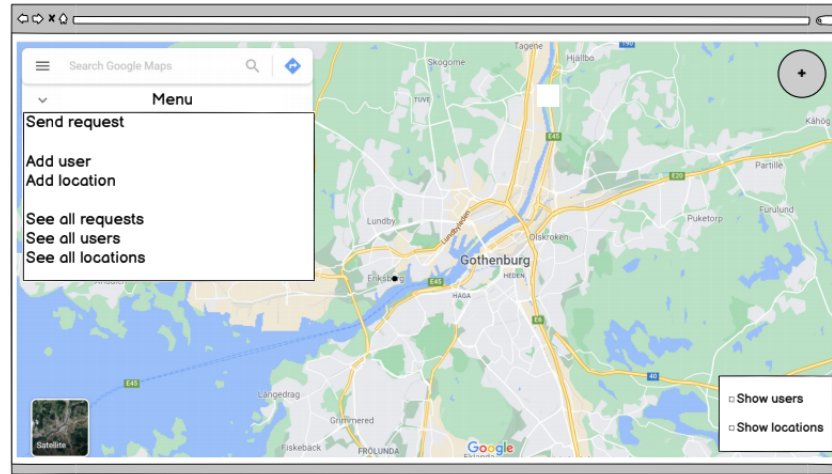 Search Google Maps
Menu
Send request
Add user
Add location
See all requests
See all users
See all locations
+
Tagene
Skogome
Hjällbo
TUVE
E45
Kåhög
Partille
E20
Furulund
Puketorp
Lundby
Lundbyleden
Olskroken
Gothenburg
HEDEN
Eriksberg
E45
HAGA
E6
E45
40
Långedrag
Grimmered
Fiskebäck
FRÖLUNDA
Google
Satellite
Show users
Show locations